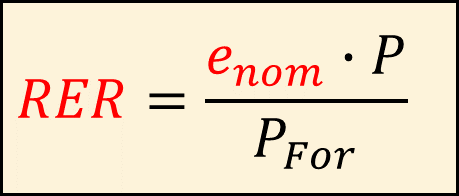 RER = e_nom · P / P_For